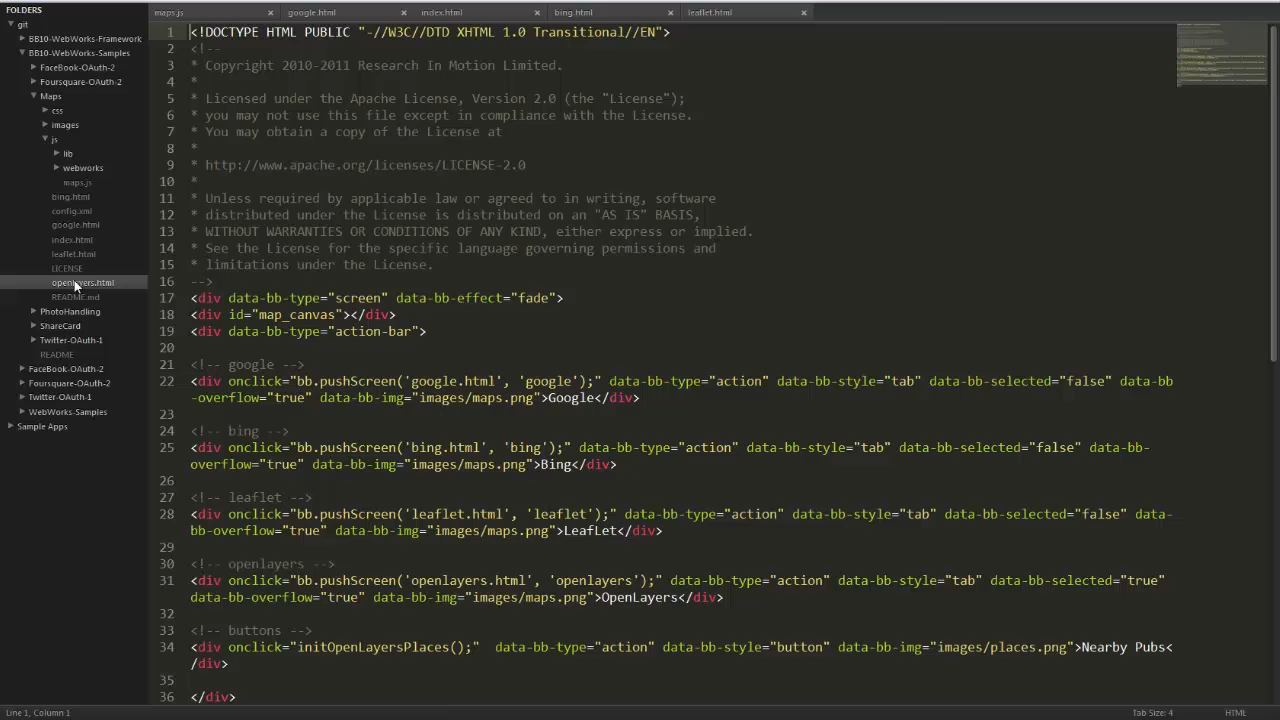 FOLDERS
git
BB10-WebWorks-Framework
BB10-WebWorks-Samples
FaceBook-OAuth-2
Foursquare-OAuth-2
Maps
css
images
js
lib
webworks
maps.js
bing.html
config.xml
google.html
index.html
leaflet.html
LICENSE
openlayers.html
README.md
PhotoHandling
ShareCard
Twitter-OAuth-1
README
FaceBook-OAuth-2
Foursquare-OAuth-2
Twitter-OAuth-1
WebWorks-Samples
Sample Apps
maps.js × google.html × index.html × bing.html × leaflet.html ×
1 <!DOCTYPE HTML PUBLIC "-//W3C//DTD XHTML 1.0 Transitional//EN">
2 <!--
3 * Copyright 2010-2011 Research In Motion Limited.
4 *
5 * Licensed under the Apache License, Version 2.0 (the "License");
6 * you may not use this file except in compliance with the License.
7 * You may obtain a copy of the License at
8 *
9 * http://www.apache.org/licenses/LICENSE-2.0
10 *
11 * Unless required by applicable law or agreed to in writing, software
12 * distributed under the License is distributed on an "AS IS" BASIS,
13 * WITHOUT WARRANTIES OR CONDITIONS OF ANY KIND, either express or implied.
14 * See the License for the specific language governing permissions and
15 * limitations under the License.
16 -->
17 <div data-bb-type="screen" data-bb-effect="fade">
18 <div id="map_canvas"></div>
19 <div data-bb-type="action-bar">
20
21 <!-- google -->
22 <div onclick="bb.pushScreen('google.html', 'google');" data-bb-type="action" data-bb-style="tab" data-bb-selected="false" data-bb
-overflow="true" data-bb-img="images/maps.png">Google</div>
23
24 <!-- bing -->
25 <div onclick="bb.pushScreen('bing.html', 'bing');" data-bb-type="action" data-bb-style="tab" data-bb-selected="false" data-bb-
overflow="true" data-bb-img="images/maps.png">Bing</div>
26
27 <!-- leaflet -->
28 <div onclick="bb.pushScreen('leaflet.html', 'leaflet');" data-bb-type="action" data-bb-style="tab" data-bb-selected="false" data-
bb-overflow="true" data-bb-img="images/maps.png">LeafLet</div>
29
30 <!-- openlayers -->
31 <div onclick="bb.pushScreen('openlayers.html', 'openlayers');" data-bb-type="action" data-bb-style="tab" data-bb-selected="true"
data-bb-overflow="true" data-bb-img="images/maps.png">OpenLayers</div>
32
33 <!-- buttons -->
34 <div onclick="initOpenLayersPlaces();" data-bb-type="action" data-bb-style="button" data-bb-img="images/places.png">Nearby Pubs<
/div>
35
36 </div>
Line 1, Column 1
Tab Size: 4
HTML